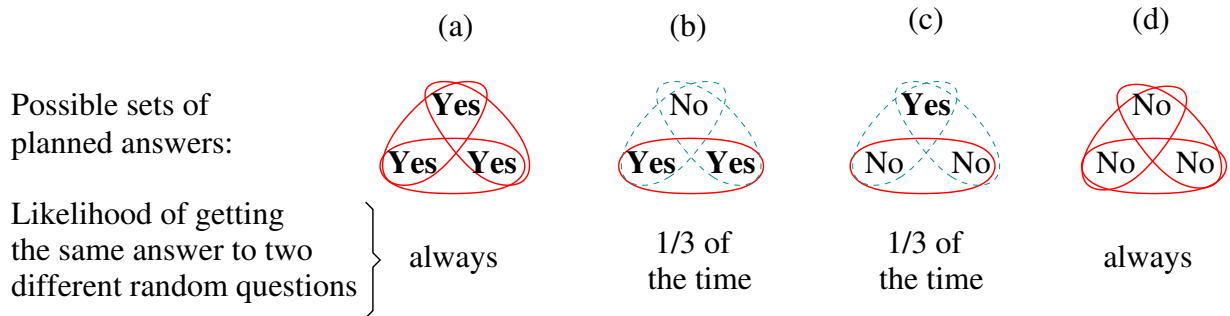 (a) (b) (c) (d)
Possible sets of
planned answers:
Yes No Yes No
Yes Yes Yes Yes No No No No
Likelihood of getting
the same answer to two
different random questions
always 1/3 of the time 1/3 of the time always